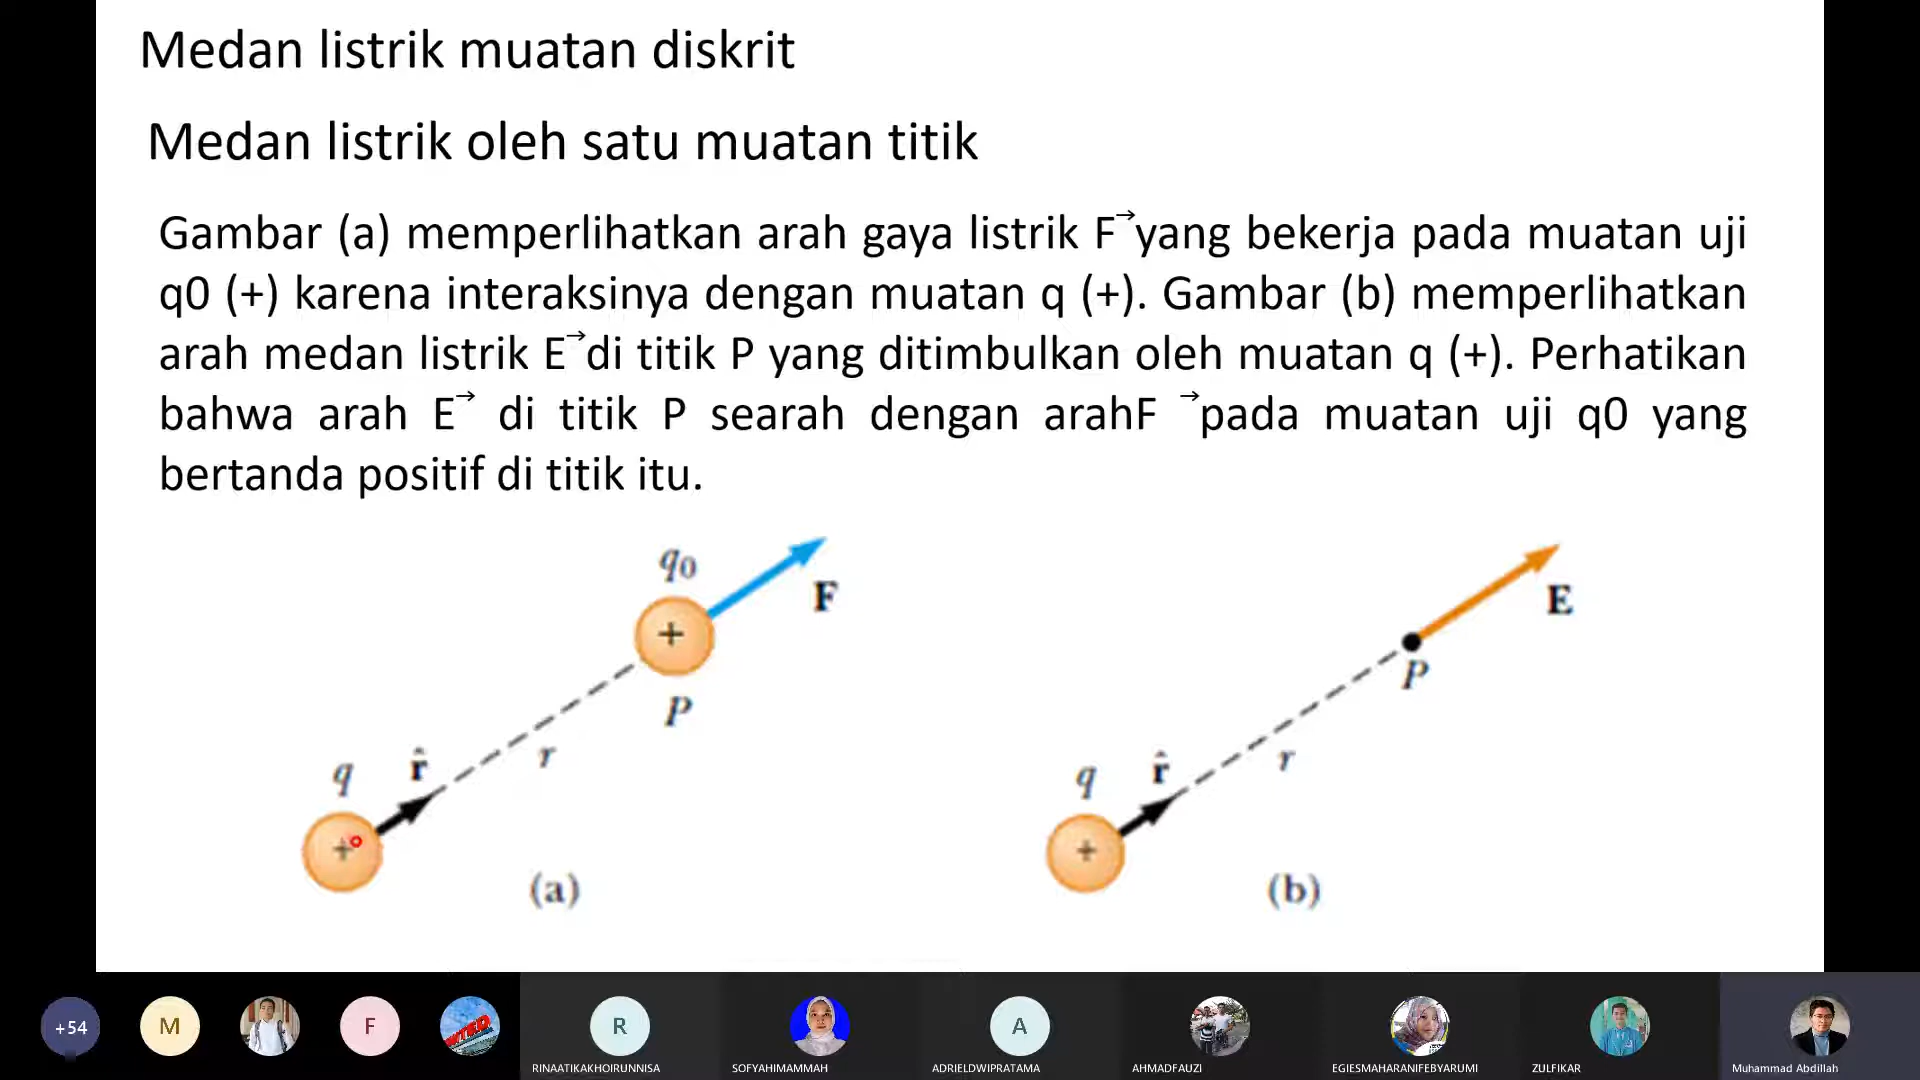 Medan listrik muatan diskrit
Medan listrik oleh satu muatan titik
Gambar (a) memperlihatkan arah gaya listrik F⃗ yang bekerja pada muatan uji
q0 (+) karena interaksinya dengan muatan q (+). Gambar (b) memperlihatkan
arah medan listrik E⃗ di titik P yang ditimbulkan oleh muatan q (+). Perhatikan
bahwa arah E⃗ di titik P searah dengan arahF ⃗pada muatan uji q0 yang
bertanda positif di titik itu.
q0
F
+
P
r
q
r̂
+
(a)
E
P
r
q
r̂
+
(b)
+54
M
F
R
A
RINAATIKAKHOIRUNNISA
SOFYAHIMAMMAH
ADRIELDWIPRATAMA
AHMADFAUZI
EGIESMAHARANIFEBYARUMI
ZULFIKAR
Muhammad Abdillah